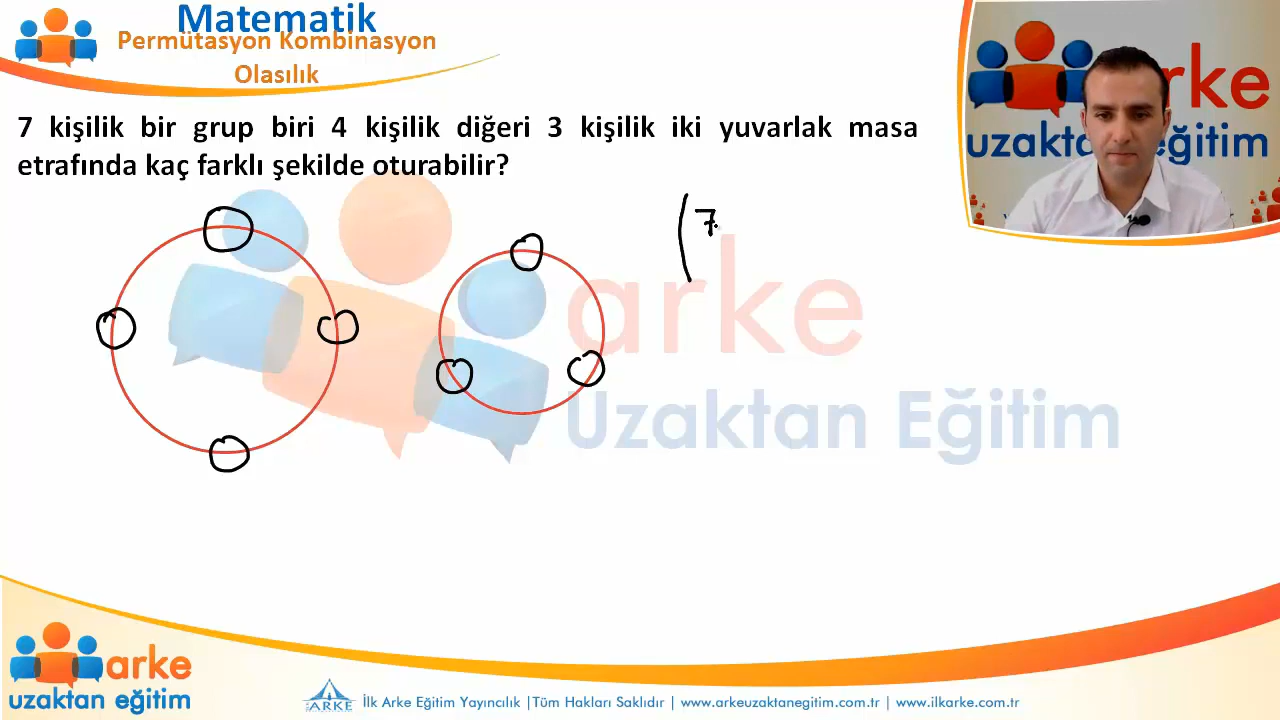 Matematik
Permütasyon Kombinasyon
Olasılık
arke
uzaktan eğitim
7 kişilik bir grup biri 4 kişilik diğeri 3 kişilik iki yuvarlak masa
etrafında kaç farklı şekilde oturabilir?
(7
arke
Uzaktan Eğitim
arke
uzaktan eğitim
ARKE
İlk Arke Eğitim Yayıncılık |Tüm Hakları Saklıdır | www.arkeuzaktanegitim.com.tr | www.ilkarke.com.tr